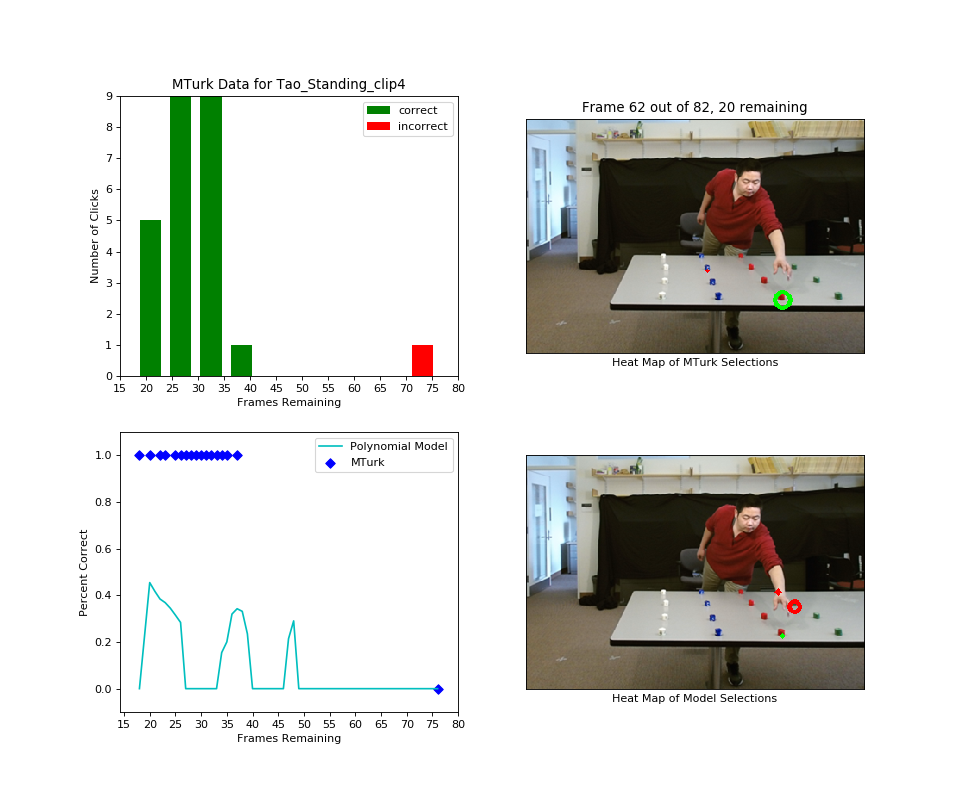 MTurk Data for Tao_Standing_clip4
9
8
7
6
5
4
3
2
1
0
Number of Clicks
correct
incorrect
15 20 25 30 35 40 45 50 55 60 65 70 75 80
Frames Remaining
Frame 62 out of 82, 20 remaining
Heat Map of MTurk Selections
1.0
0.8
0.6
0.4
0.2
0.0
Percent Correct
Polynomial Model
MTurk
15 20 25 30 35 40 45 50 55 60 65 70 75 80
Frames Remaining
Heat Map of Model Selections